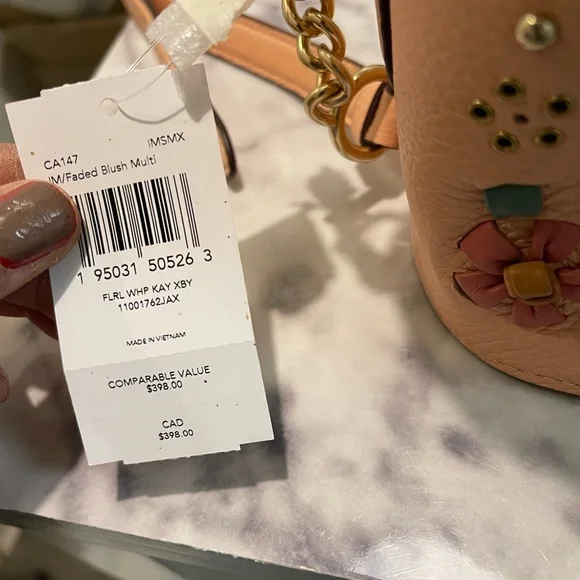 CA147 IMSMX
IM/Faded Blush Multi
1 95031 50526 3
FLRL WHP KAY XBY
11001762JAX
MADE IN VIETNAM
COMPARABLE VALUE
$398.00
CAD
$398.00